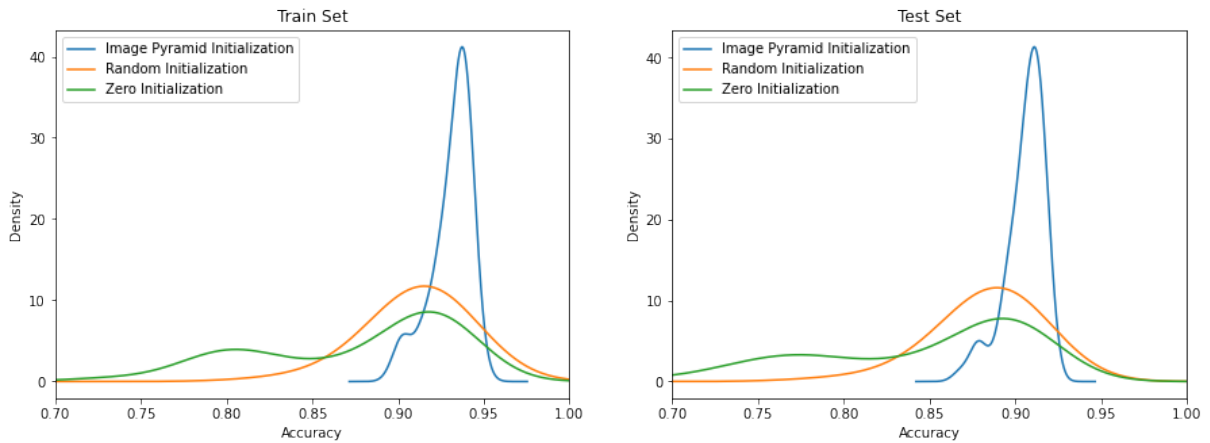 Train Set
Image Pyramid Initialization
Random Initialization
Zero Initialization
40
30
20
10
0
Density
0.70 0.75 0.80 0.85 0.90 0.95 1.00
Accuracy
Test Set
Image Pyramid Initialization
Random Initialization
Zero Initialization
40
30
20
10
0
Density
0.70 0.75 0.80 0.85 0.90 0.95 1.00
Accuracy